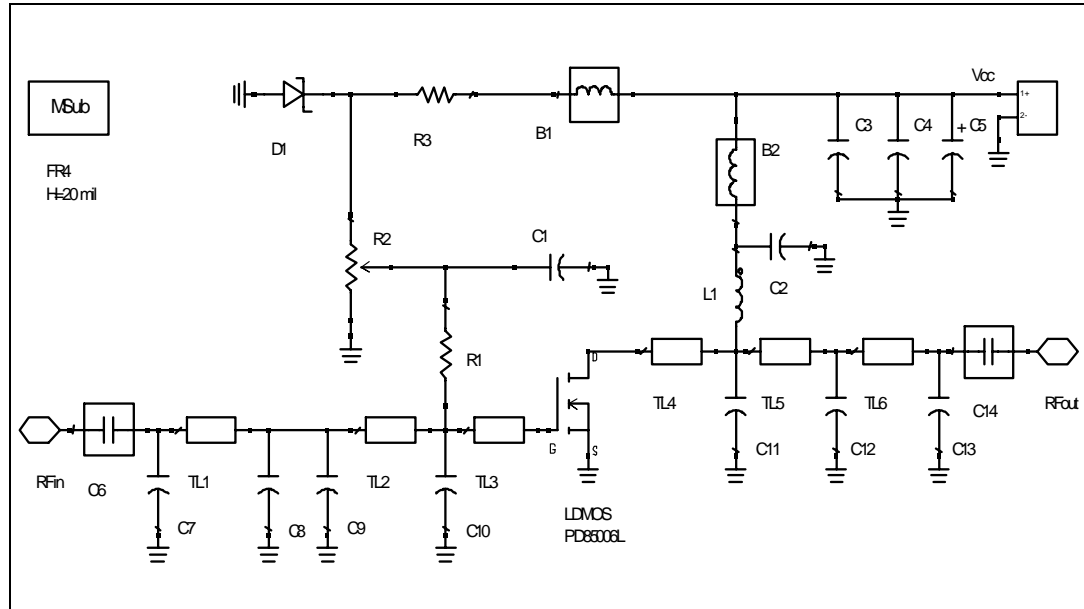 Vcc
MSub
1+
2-
D1
R3
B1
B2
C3
C4
+
C5
FR4
H=20 mil
R2
C1
L1
C2
R1
D
G
S
TL4
TL5
TL6
C14
RFout
RFin
C6
TL1
TL2
TL3
C11
C12
C13
C7
C8
C9
C10
LDMOS
PD85006L